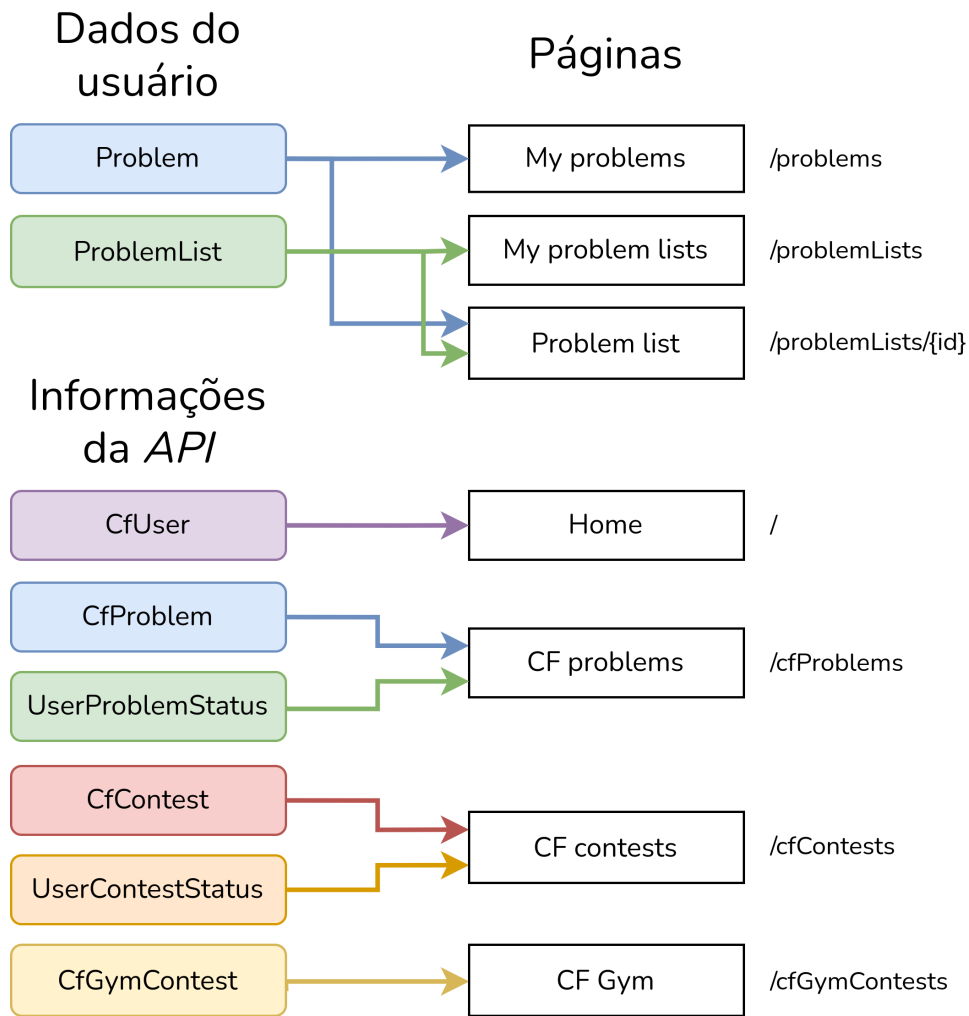 Dados do
usuário
Páginas
Problem
My problems
/problems
ProblemList
My problem lists
/problemLists
Problem list
/problemLists/{id}
Informações
da API
CfUser
Home
/
CfProblem
CF problems
/cfProblems
UserProblemStatus
CfContest
CF contests
/cfContests
UserContestStatus
CfGymContest
CF Gym
/cfGymContests